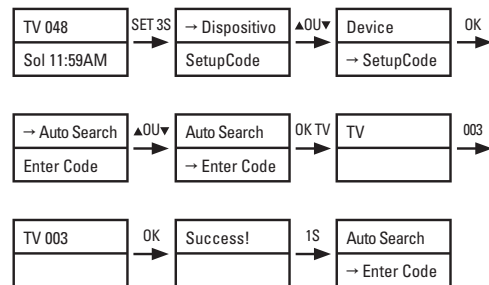 TV 048 SET 3S → Dispositivo ▲OU▼ Device OK
Sol 11:59AM SetupCode → SetupCode
→ Auto Search ▲OU▼ Auto Search OK TV TV 003
Enter Code → Enter Code
TV 003 OK Success! 1S Auto Search
→ Enter Code